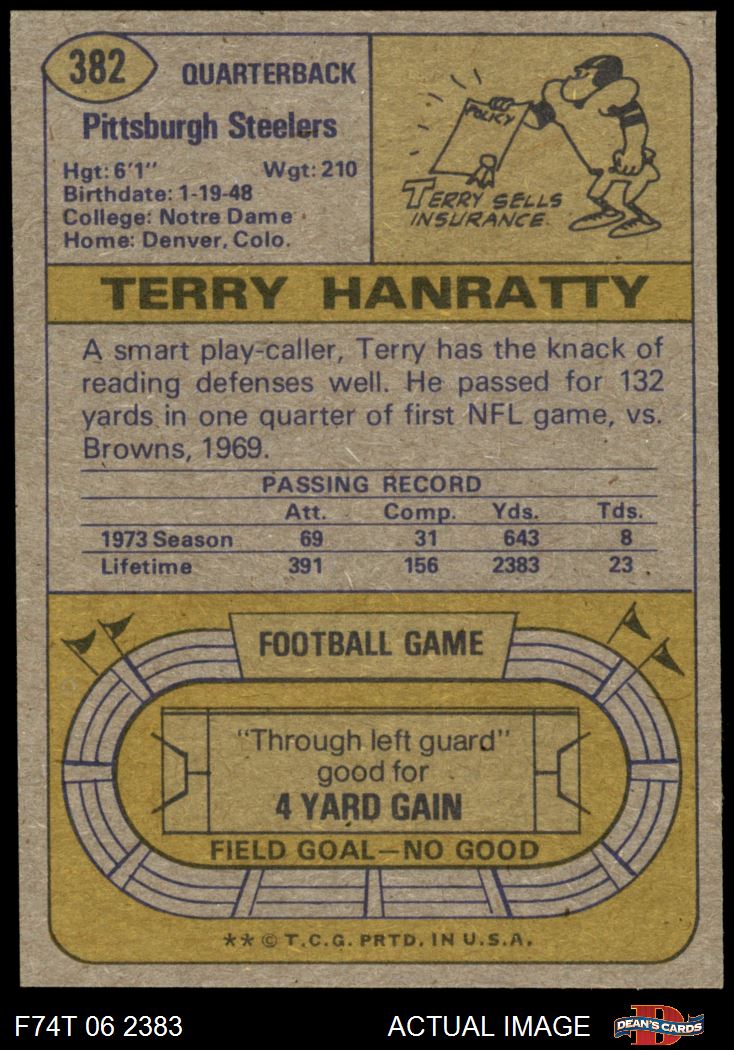 382
QUARTERBACK
Pittsburgh Steelers
Hgt: 6'1" Wgt: 210
Birthdate: 1-19-48
College: Notre Dame
Home: Denver, Colo.
POLICY
TERRY SELLS
INSURANCE.
TERRY HANRATTY
A smart play-caller, Terry has the knack of
reading defenses well. He passed for 132
yards in one quarter of first NFL game, vs.
Browns, 1969.
PASSING RECORD
Att. Comp. Yds. Tds.
1973 Season 69 31 643 8
Lifetime 391 156 2383 23
FOOTBALL GAME
"Through left guard"
good for
4 YARD GAIN
FIELD GOAL—NO GOOD
** © T.C.G. PRTD. IN U.S.A.
F74T 06 2383 ACTUAL IMAGE
D
DEAN'S CARDS